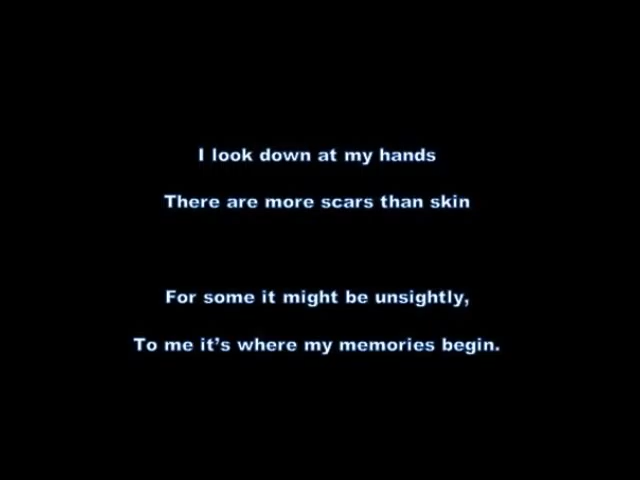 I look down at my hands
There are more scars than skin
For some it might be unsightly,
To me it’s where my memories begin.